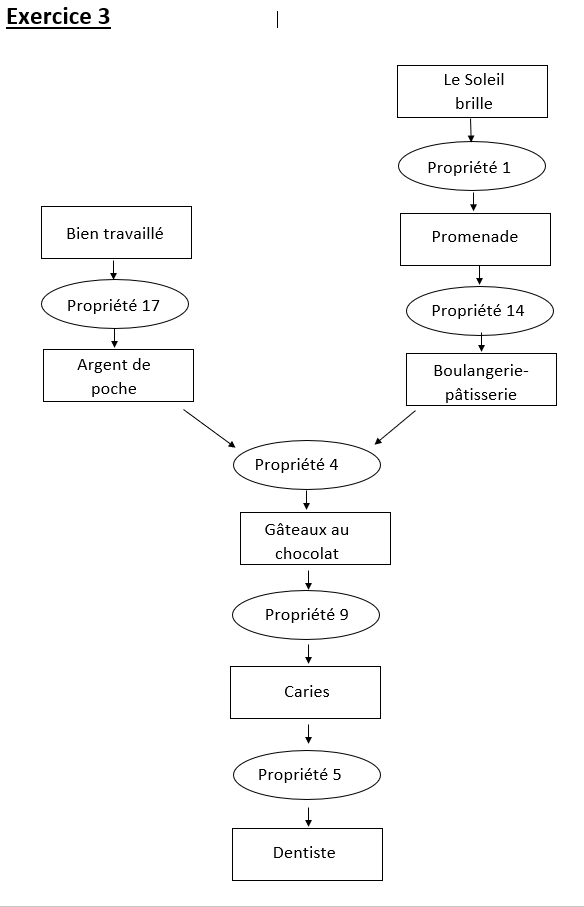 Exercice 3
Le Soleil
brille
Propriété 1
Bien travaillé
Promenade
Propriété 17
Propriété 14
Argent de
poche
Boulangerie-
pâtisserie
Propriété 4
Gâteaux au
chocolat
Propriété 9
Caries
Propriété 5
Dentiste